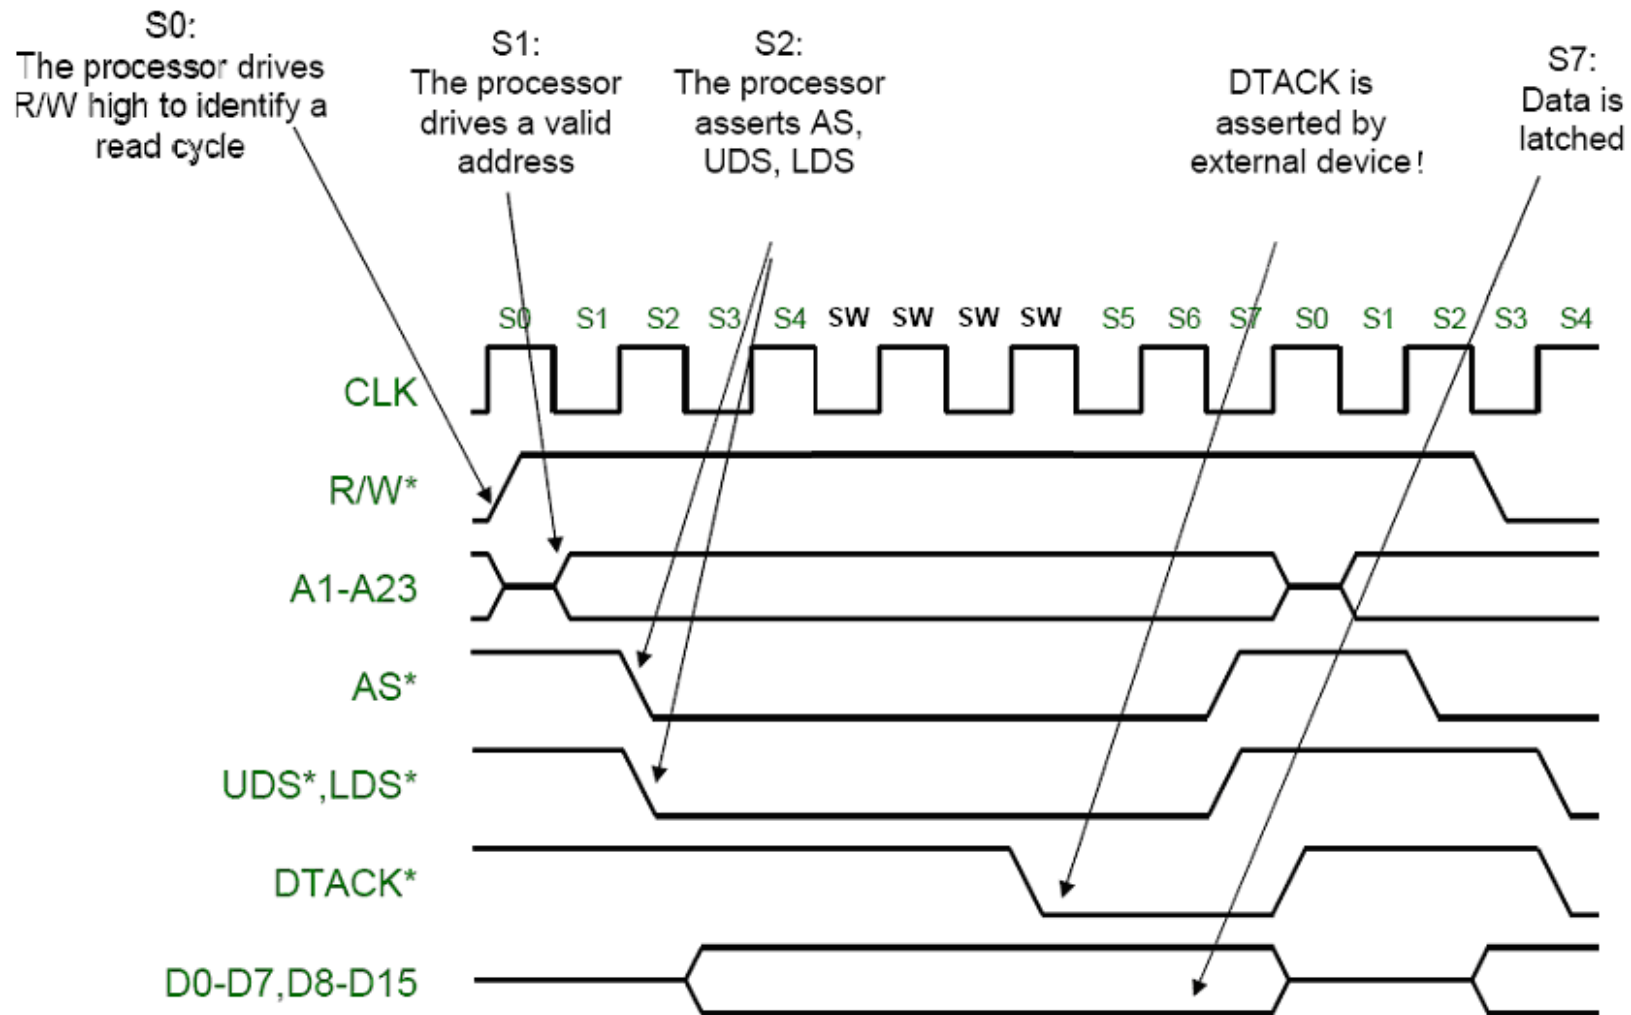 S0:
The processor drives
R/W high to identify a
read cycle
S1:
The processor
drives a valid
address
S2:
The processor
asserts AS,
UDS, LDS
DTACK is
asserted by
external device!
S7:
Data is
latched
S0 S1 S2 S3 S4 SW SW SW SW S5 S6 S7 S0 S1 S2 S3 S4
CLK
R/W*
A1-A23
AS*
UDS*,LDS*
DTACK*
D0-D7,D8-D15